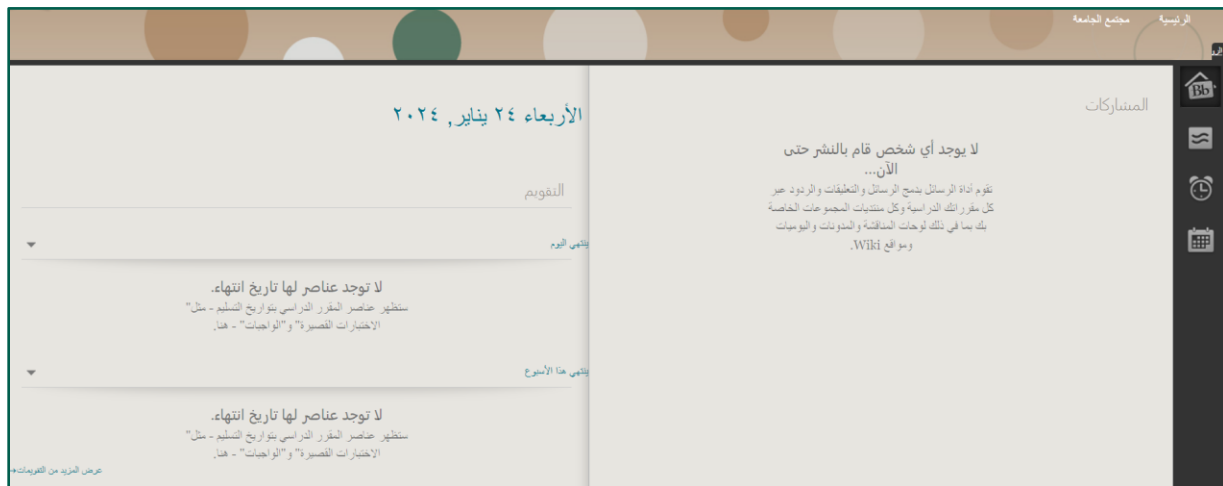 الرئيسية
مجتمع الجامعة
Bb
المشاركات
لا يوجد أي شخص قام بالنشر حتى
الآن...
تقوم أداة الرسائل بدمج الرسائل والتعليقات والردود عبر
كل مقرراتك الدراسية وكل منتديات المجموعات الخاصة
بك بما في ذلك لوحات المناقشة والمدونات واليوميات
ومواقع Wiki.
الأربعاء ٢٤ يناير, ٢٠٢٤
التقويم
ينتهي اليوم
لا توجد عناصر لها تاريخ انتهاء.
ستظهر عناصر المقرر الدراسي بتواريخ التسليم - مثل"
الاختبارات القصيرة" و"الواجبات" - هنا.
ينتهي هذا الأسبوع
لا توجد عناصر لها تاريخ انتهاء.
ستظهر عناصر المقرر الدراسي بتواريخ التسليم - مثل"
الاختبارات القصيرة" و"الواجبات" - هنا.
عرض المزيد من التقويمات